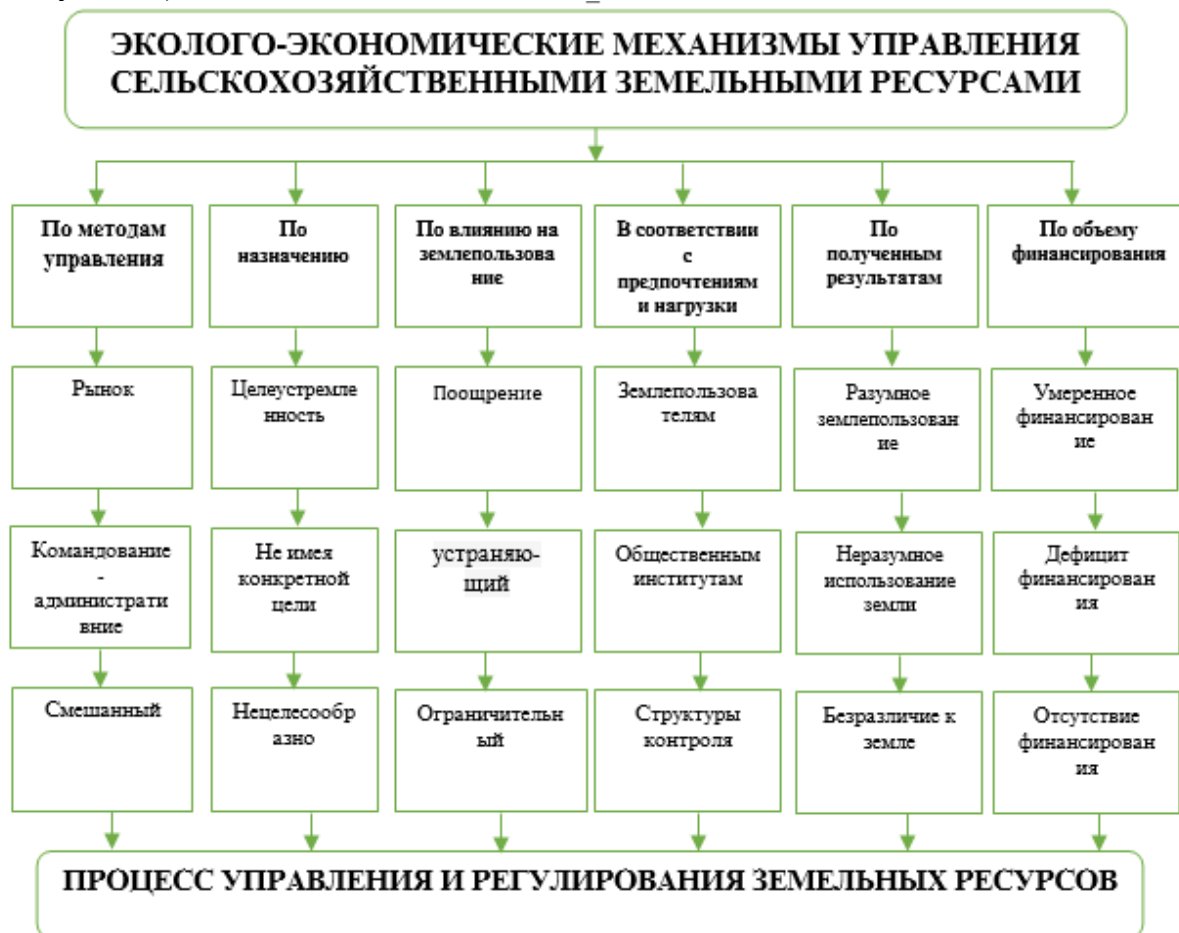 ЭКОЛОГО-ЭКОНОМИЧЕСКИЕ МЕХАНИЗМЫ УПРАВЛЕНИЯ
СЕЛЬСКОХОЗЯЙСТВЕННЫМИ ЗЕМЕЛЬНЫМИ РЕСУРСАМИ
По методам
управления
По
назначению
По влиянию на
землепользова
ние
В соответствии
с
предпочтениям
и нагрузки
По
полученным
результатам
По объему
финансирования
Рынок
Целеустремле
нность
Поощрение
Землепользова
телям
Разумное
землепользован
ие
Умеренное
финансирован
ие
Командование
-
администрати
вние
Не имея
конкретной
цели
устраняю-
щий
Общественным
институтам
Неразумное
использование
земли
Дефицит
финансирован
ия
Смешанный
Нецелесообр
азно
Ограничительн
ый
Структуры
контроля
Безразличие к
земле
Отсутствие
финансирован
ия
ПРОЦЕСС УПРАВЛЕНИЯ И РЕГУЛИРОВАНИЯ ЗЕМЕЛЬНЫХ РЕСУРСОВ